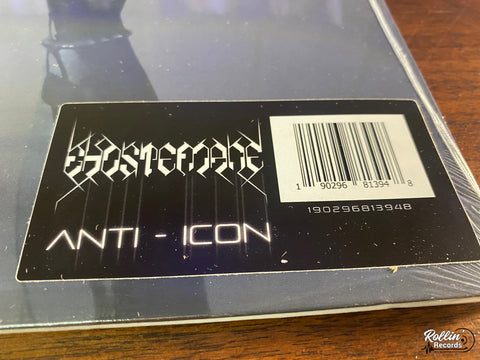 GHOSTEMANE
1 90296 81394 8
190296813948
ANTI - ICON
Rollin
Records